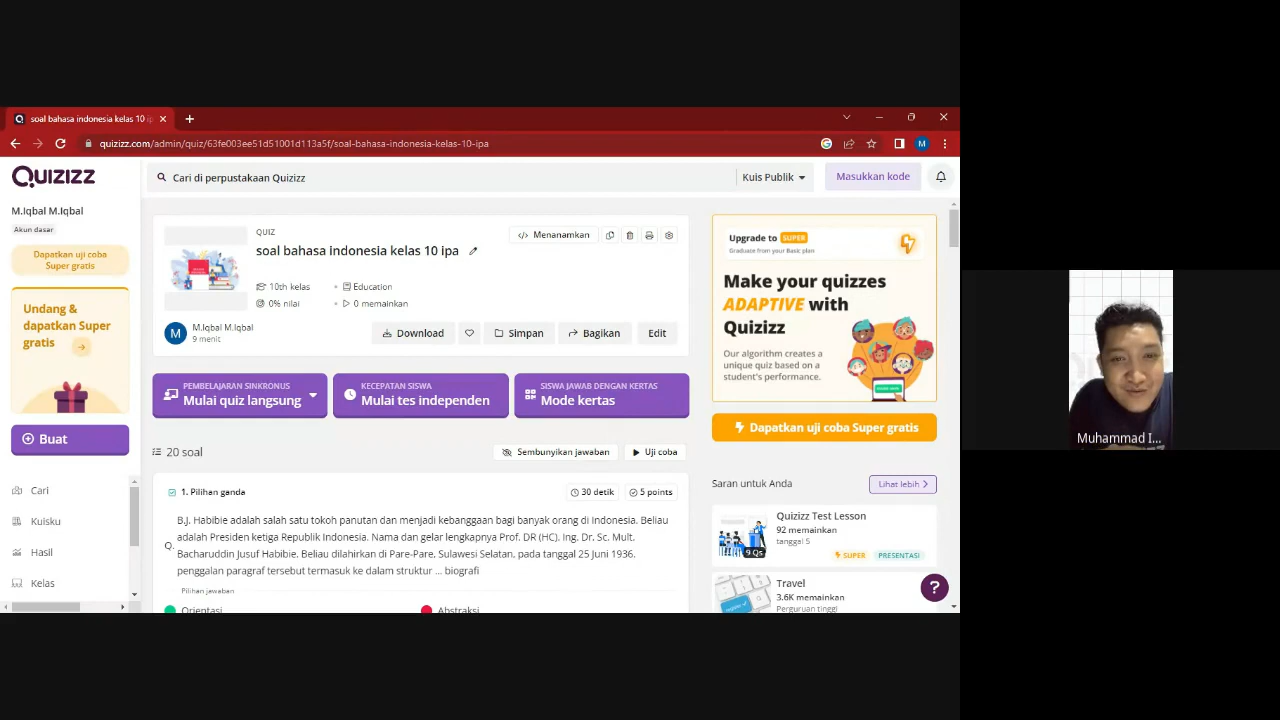 soal bahasa indonesia kelas 10 ip
quizizz.com/admin/quiz/63fe003ee51d51001d113a5f/soal-bahasa-indonesia-kelas-10-ipa
M
QUIZIZZ
Cari di perpustakaan Quizizz
Kuis Publik
Masukkan kode
M.Iqbal M.Iqbal
Akun dasar
Dapatkan uji coba
Super gratis
Undang &
dapatkan Super
gratis
Buat
Cari
Kuisku
Hasil
Kelas
QUIZ
soal bahasa indonesia kelas 10 ipa
Menanamkan
10th kelas
Education
0% nilai
0 memainkan
M
M.Iqbal M.Iqbal
9 menit
Download
Simpan
Bagikan
Edit
PEMBELAJARAN SINKRONUS
Mulai quiz langsung
KECEPATAN SISWA
Mulai tes independen
SISWA JAWAB DENGAN KERTAS
Mode kertas
20 soal
Sembunyikan jawaban
Uji coba
1. Pilihan ganda
30 detik
5 points
Q.
B.J. Habibie adalah salah satu tokoh panutan dan menjadi kebanggaan bagi banyak orang di Indonesia. Beliau
adalah Presiden ketiga Republik Indonesia. Nama dan gelar lengkapnya Prof. DR (HC). Ing. Dr. Sc. Mult.
Bacharuddin Jusuf Habibie. Beliau dilahirkan di Pare-Pare, Sulawesi Selatan, pada tanggal 25 Juni 1936.
penggalan paragraf tersebut termasuk ke dalam struktur ... biografi
Pilihan jawaban
Orientasi
Abstraksi
Upgrade to SUPER
Graduate from your Basic plan
Make your quizzes
ADAPTIVE with
Quizizz
Our algorithm creates a
unique quiz based on a
student's performance.
Dapatkan uji coba Super gratis
Saran untuk Anda
Lihat lebih
Quizizz Test Lesson
92 memainkan
tanggal 5
9 Qs
SUPER
PRESENTASI
Travel
3.6K memainkan
Perguruan tinggi
?
Muhammad I...